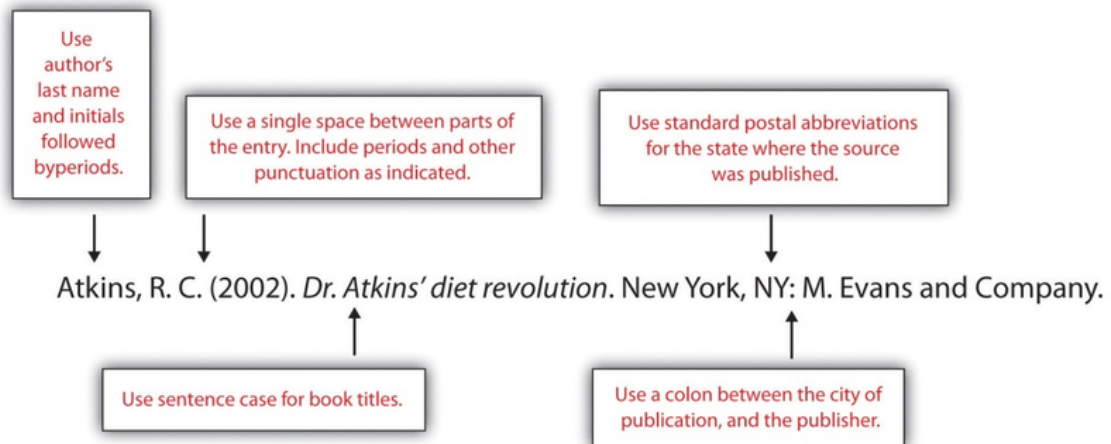 Use
author's
last name
and initials
followed
byperiods.
Use a single space between parts of
the entry. Include periods and other
punctuation as indicated.
Use standard postal abbreviations
for the state where the source
was published.
Atkins, R. C. (2002). Dr. Atkins' diet revolution. New York, NY: M. Evans and Company.
Use sentence case for book titles.
Use a colon between the city of
publication, and the publisher.